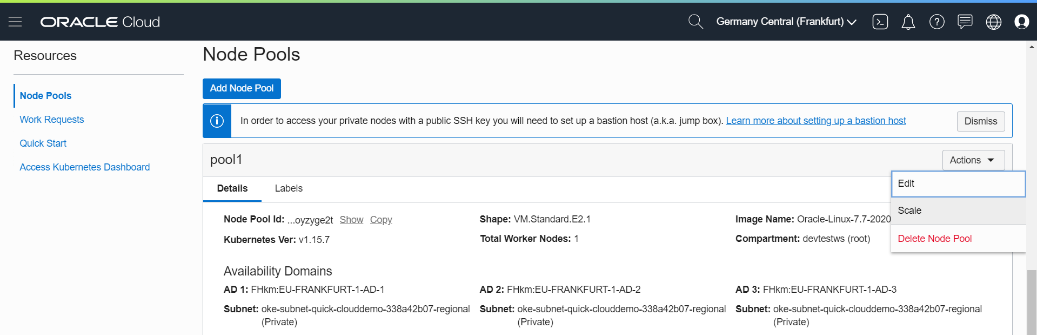 ORACLE Cloud
Germany Central (Frankfurt)
Resources
Node Pools
Work Requests
Quick Start
Access Kubernetes Dashboard
Node Pools
Add Node Pool
In order to access your private nodes with a public SSH key you will need to set up a bastion host (a.k.a. jump box). Learn more about setting up a bastion host
Dismiss
pool1
Actions
Edit
Scale
Delete Node Pool
Details Labels
Node Pool Id: ...oyzyge2t Show Copy
Kubernetes Ver: v1.15.7
Shape: VM.Standard.E2.1
Total Worker Nodes: 1
Image Name: Oracle-Linux-7.7-2020
Compartment: devtestws (root)
Availability Domains
AD 1: FHkm:EU-FRANKFURT-1-AD-1
Subnet: oke-subnet-quick-clouddemo-338a42b07-regional
(Private)
AD 2: FHkm:EU-FRANKFURT-1-AD-2
Subnet: oke-subnet-quick-clouddemo-338a42b07-regional
(Private)
AD 3: FHkm:EU-FRANKFURT-1-AD-3
Subnet: oke-subnet-quick-clouddemo-338a42b07-regional
(Private)